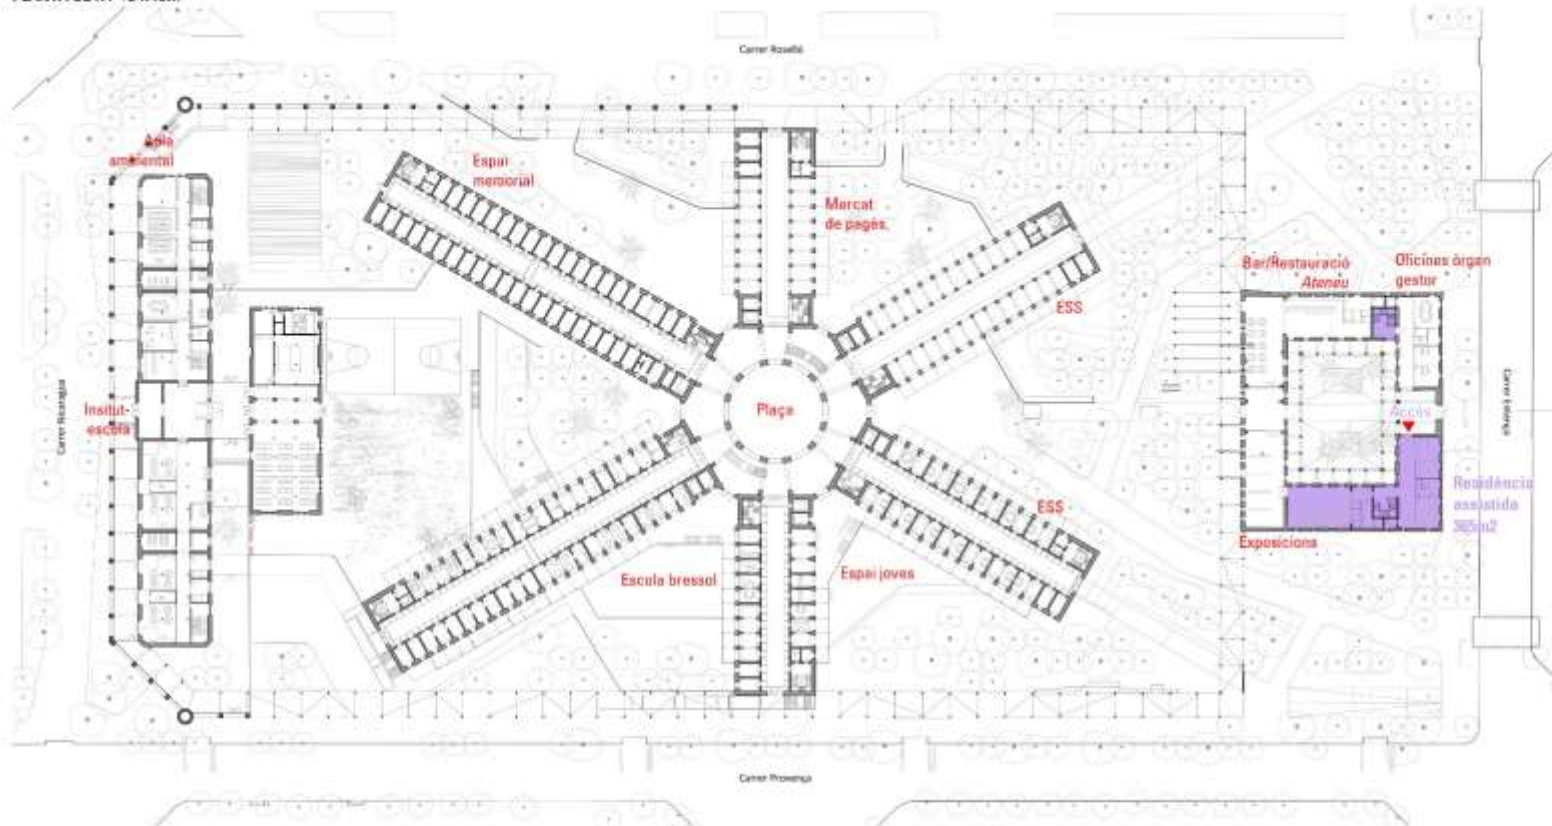 Carrer Rosselló
Aula
ambiental
Espai
memorial
Mercat
de pagès
ESS
Bar/Restauració
Ateneu
Oficines òrgan
gestor
Carrer Nicaragua
Institut-
escola
Plaça
Accés
Carrer Entença
Residència
assistida
365m2
ESS
Exposicions
Escola bressol
Espai joves
Carrer Provença